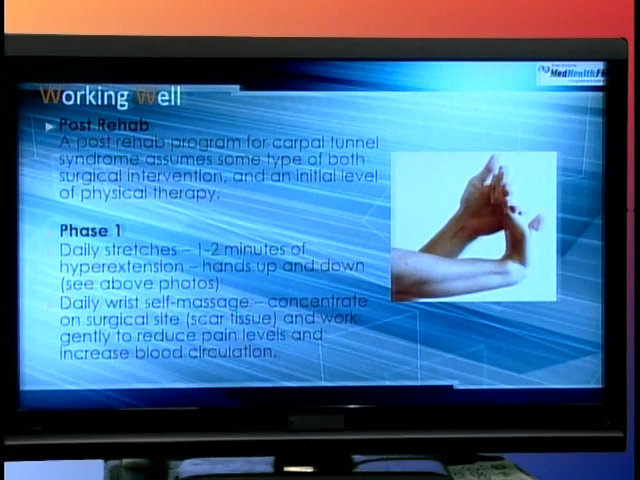 MedHealthFi
Working Well
Post Rehab
A post rehab program for carpal tunnel
syndrome assumes some type of both
surgical intervention, and an initial level
of physical therapy.
Phase 1
Daily stretches – 1-2 minutes of
hyperextension – hands up and down
(see above photos)
Daily wrist self-massage – concentrate
on surgical site (scar tissue) and work
gently to reduce pain levels and
increase blood circulation.